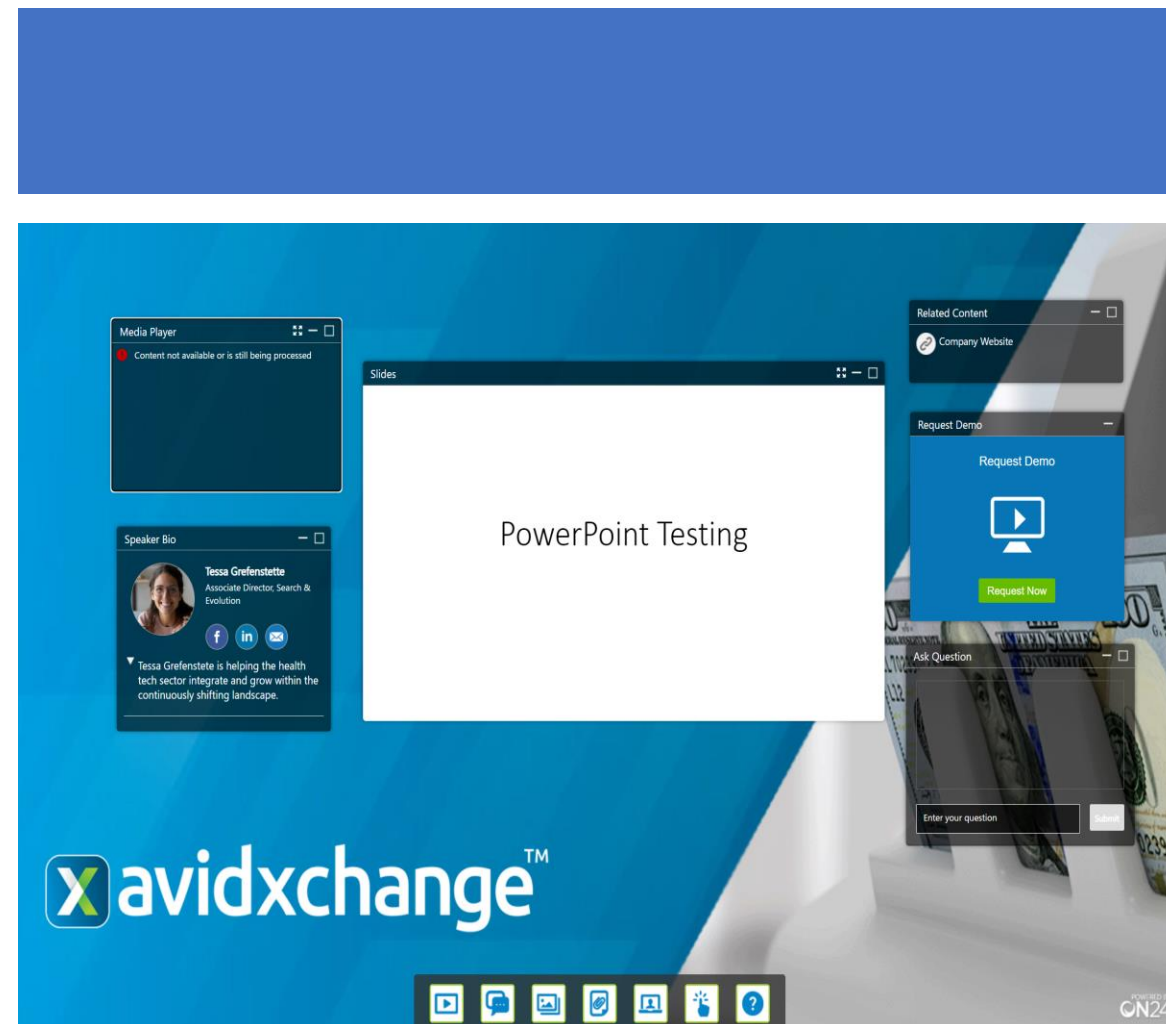 Media Player
Content not available or is still being processed
Slides
PowerPoint Testing
Speaker Bio
Tessa Grefenstette
Associate Director, Search &
Evolution
Tessa Grefenstete is helping the health
tech sector integrate and grow within the
continuously shifting landscape.
Related Content
Company Website
Request Demo
Request Demo
Request Now
Ask Question
Enter your question
Submit
x avidxchange™
POWERED BY
ON24